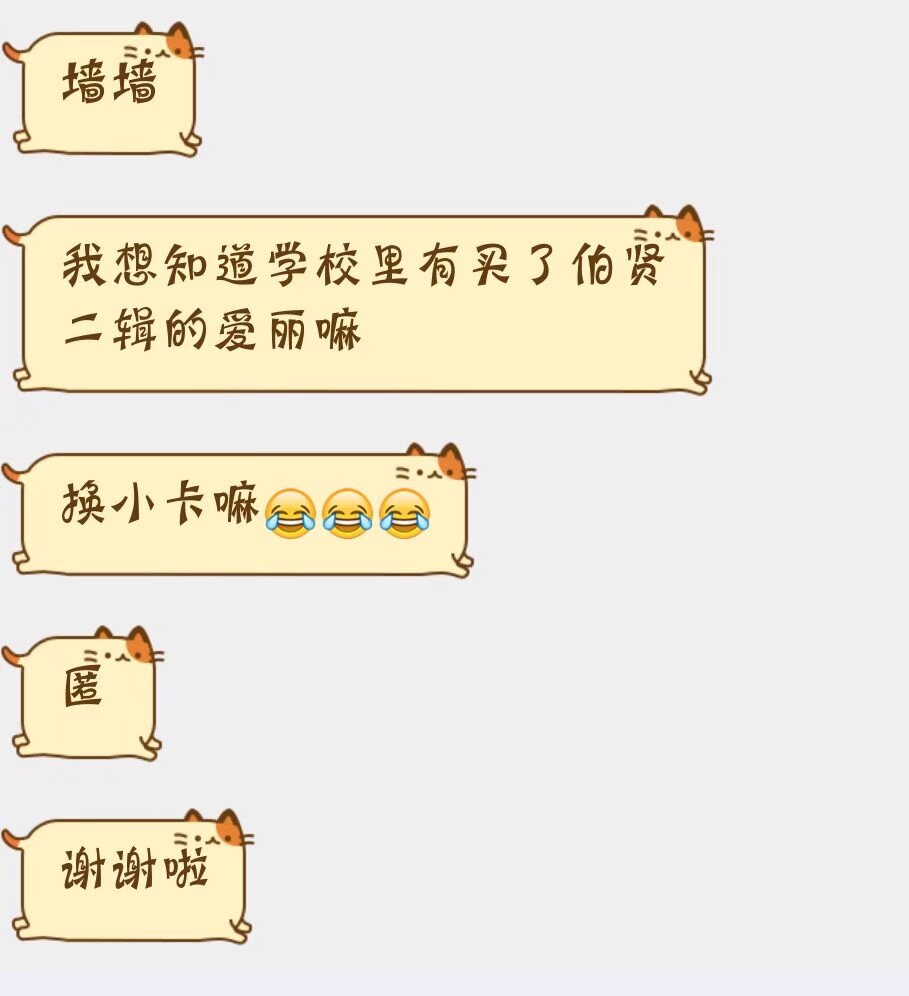 墙墙
我想知道学校里有买了伯贤
二辑的爱丽嘛
换小卡嘛😂😂😂
匿
谢谢啦